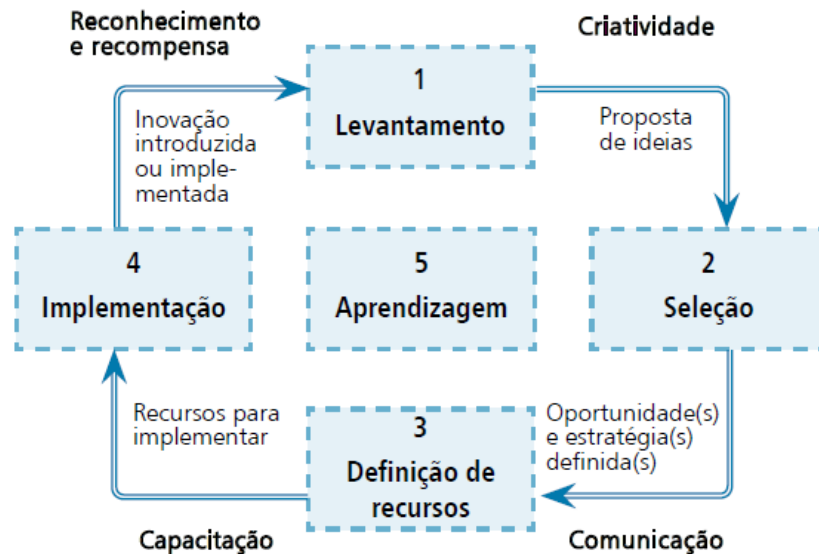 Reconhecimento
e recompensa
Criatividade
1
Levantamento
Inovação
introduzida
ou imple-
mentada
Proposta
de ideias
4
Implementação
5
Aprendizagem
2
Seleção
Recursos para
implementar
3
Definição de
recursos
Oportunidade(s)
e estratégia(s)
definida(s)
Capacitação
Comunicação